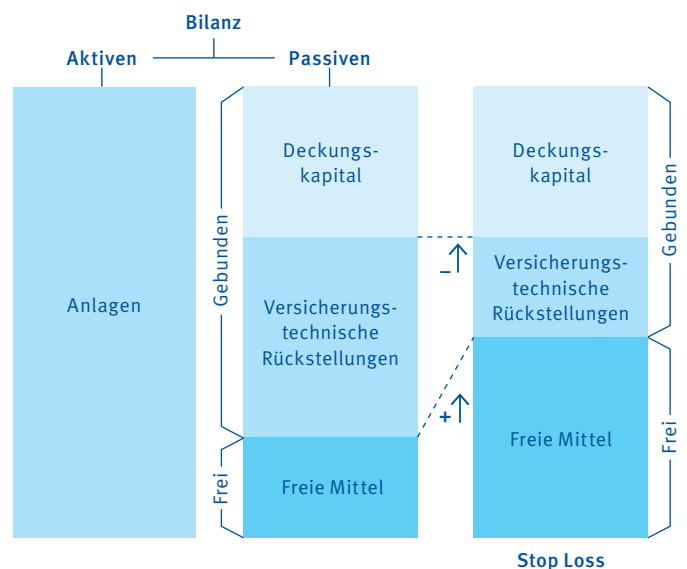 Bilanz
Aktiven
Passiven
Anlagen
Gebunden
Frei
Deckungs-
kapital
Versicherungs-
technische
Rückstellungen
Freie Mittel
–
+
Deckungs-
kapital
Versicherungs-
technische
Rückstellungen
Freie Mittel
Gebunden
Frei
Stop Loss